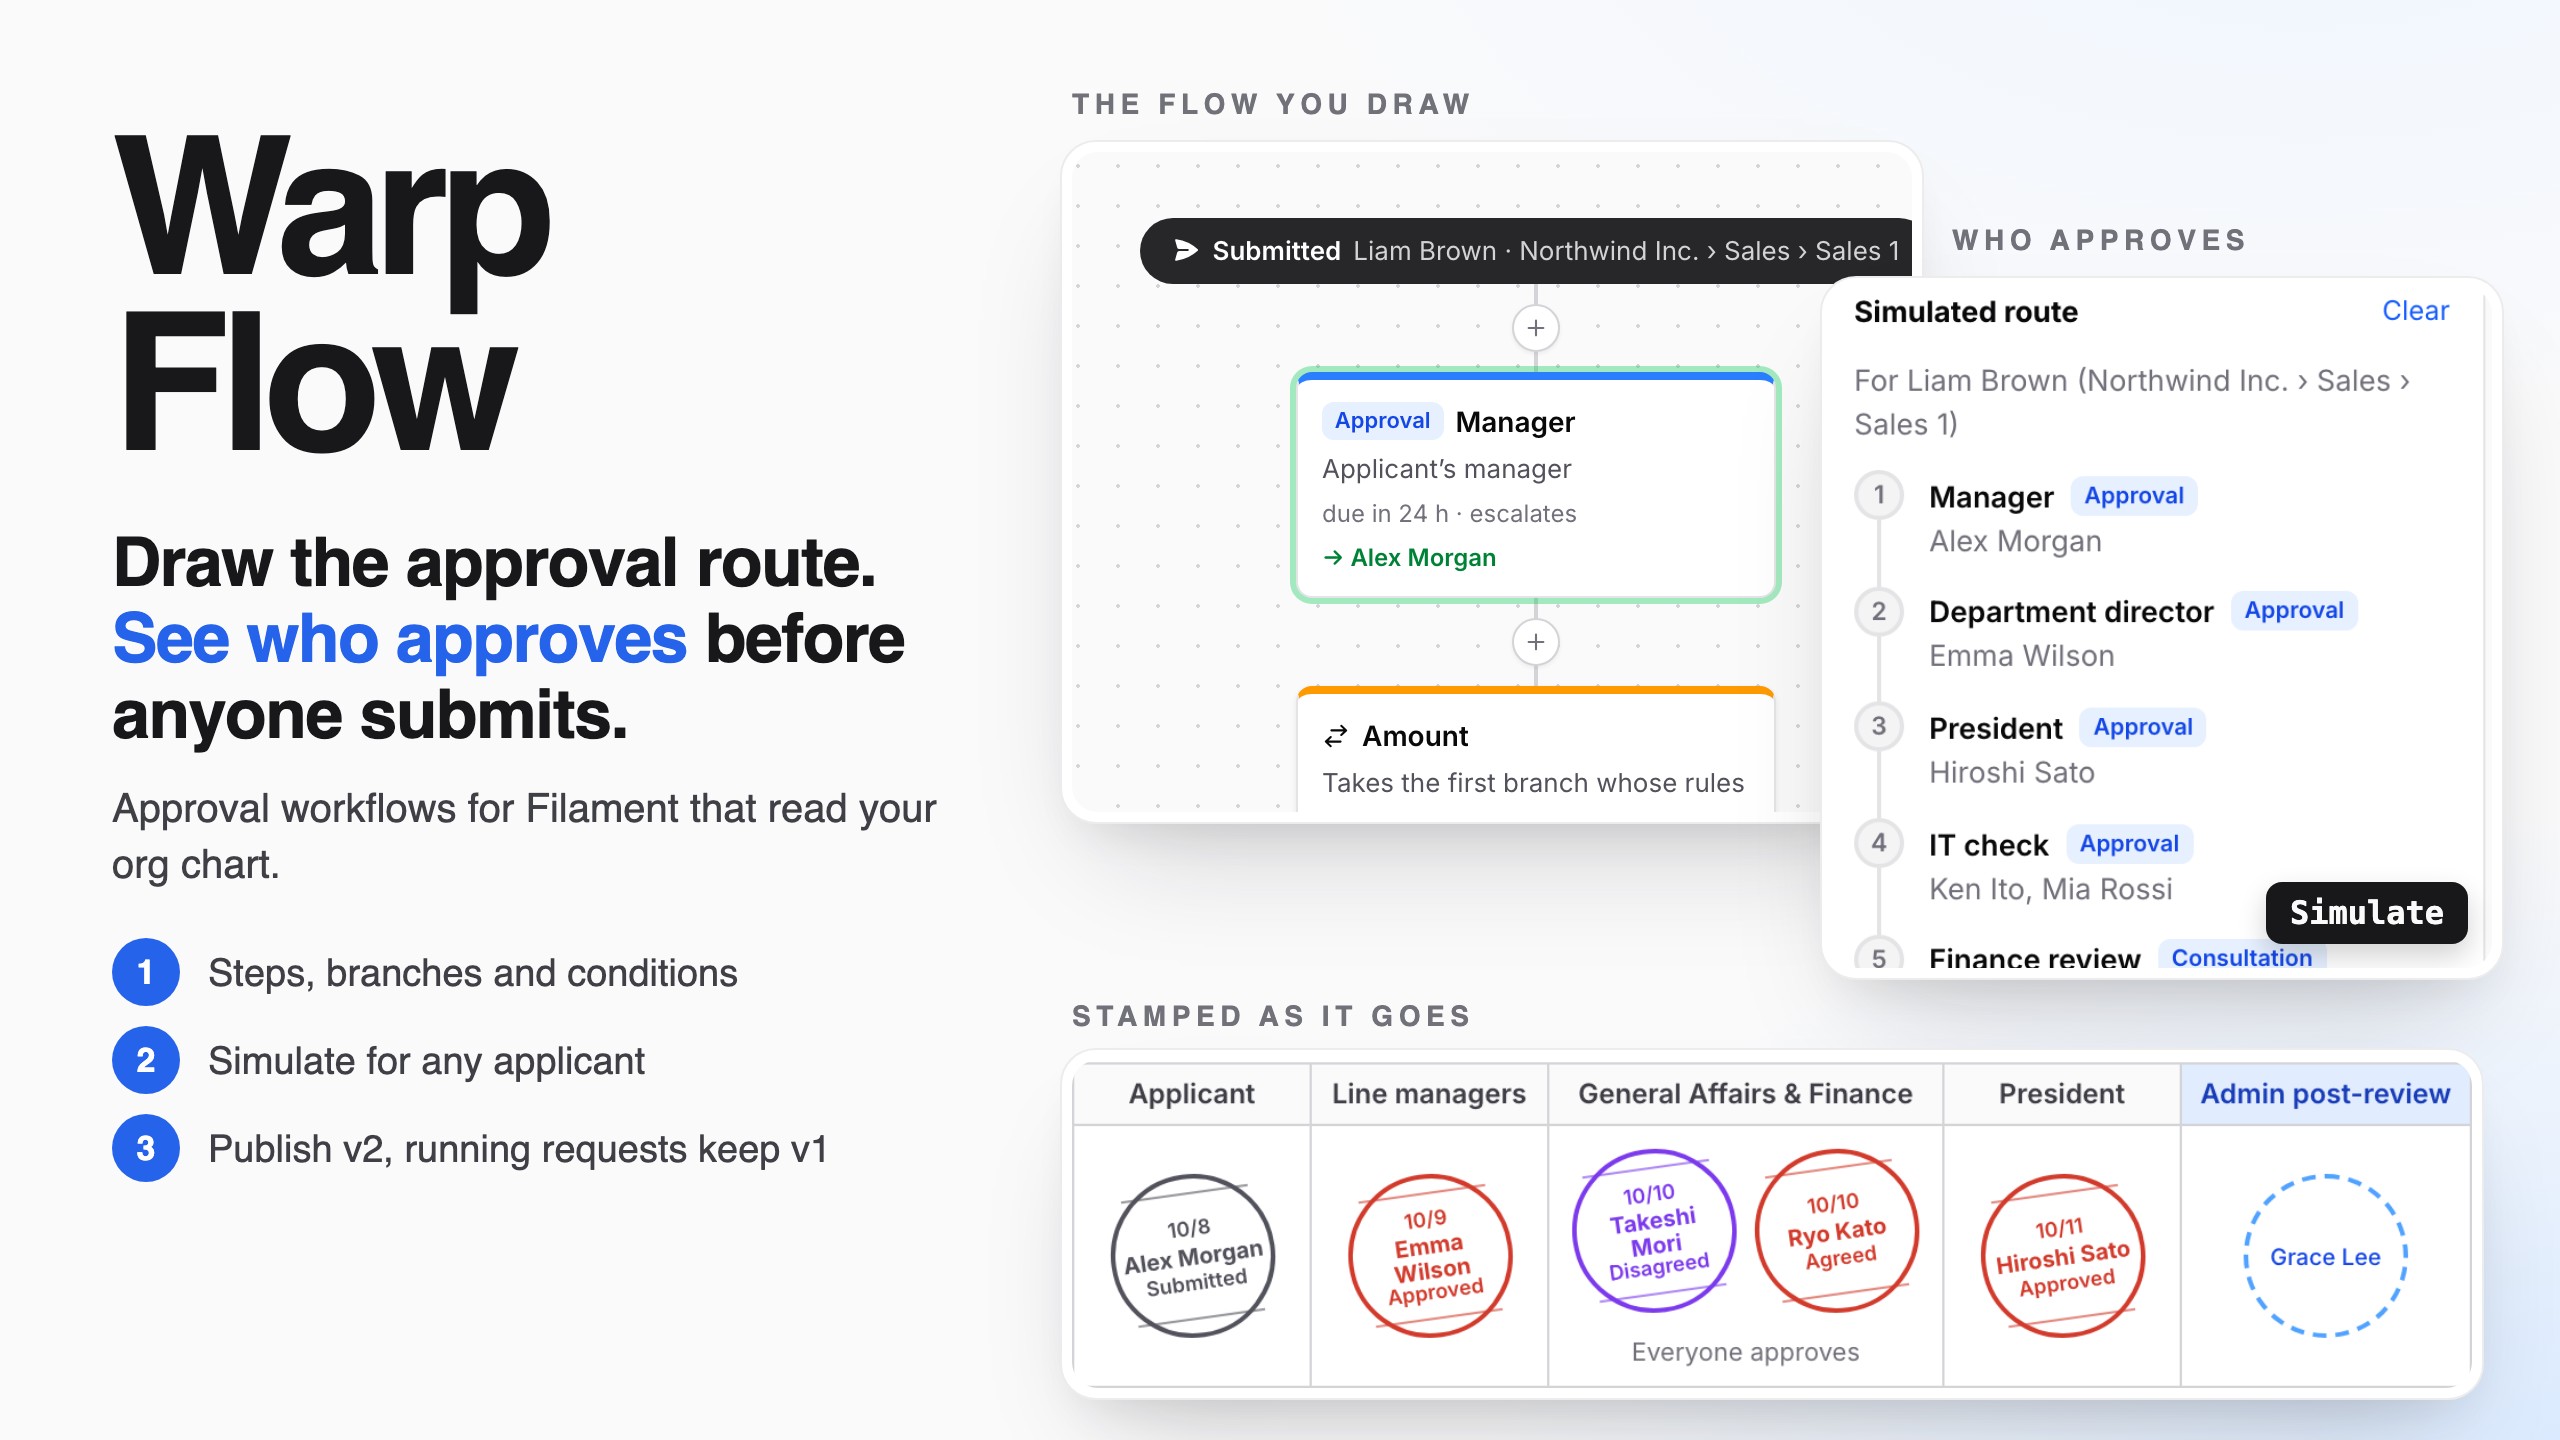 Warp
Flow
Draw the approval route.
See who approves before
anyone submits.
Approval workflows for Filament that read your
org chart.
1 Steps, branches and conditions
2 Simulate for any applicant
3 Publish v2, running requests keep v1
THE FLOW YOU DRAW
Submitted Liam Brown · Northwind Inc. › Sales › Sales 1
+
Approval Manager
Applicant’s manager
due in 24 h · escalates
→ Alex Morgan
+
Amount
Takes the first branch whose rules
WHO APPROVES
Simulated route Clear
For Liam Brown (Northwind Inc. › Sales ›
Sales 1)
1 Manager Approval
Alex Morgan
2 Department director Approval
Emma Wilson
3 President Approval
Hiroshi Sato
4 IT check Approval
Ken Ito, Mia Rossi
Simulate
5 Finance review Consultation
STAMPED AS IT GOES
Applicant Line managers General Affairs & Finance President Admin post-review
10/8
Alex Morgan
Submitted
10/9
Emma
Wilson
Approved
10/10
Takeshi
Mori
Disagreed
10/10
Ryo Kato
Agreed
Everyone approves
10/11
Hiroshi Sato
Approved
Grace Lee